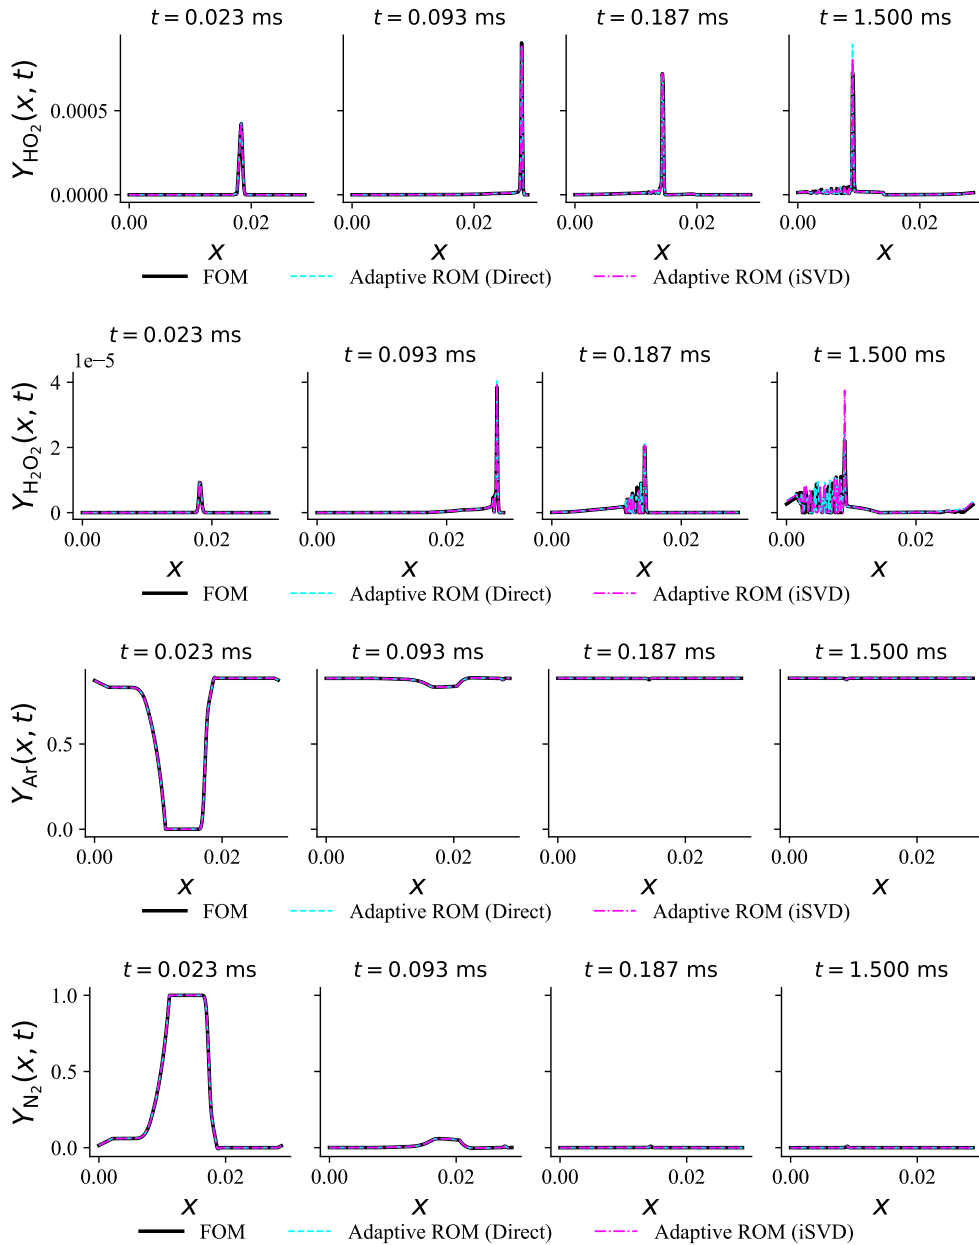 t = 0.023 ms t = 0.093 ms t = 0.187 ms t = 1.500 ms
Y_HO₂(x, t)
0.0005
0.0000
0.00 0.02 0.00 0.02 0.00 0.02 0.00 0.02
x x x x
FOM Adaptive ROM (Direct) Adaptive ROM (iSVD)
t = 0.023 ms
t = 0.093 ms t = 0.187 ms t = 1.500 ms
1e−5
Y_H₂O₂(x, t)
4
2
0
0.00 0.02 0.00 0.02 0.00 0.02 0.00 0.02
x x x x
FOM Adaptive ROM (Direct) Adaptive ROM (iSVD)
t = 0.023 ms t = 0.093 ms t = 0.187 ms t = 1.500 ms
Y_Ar(x, t)
0.5
0.0
0.00 0.02 0.00 0.02 0.00 0.02 0.00 0.02
x x x x
FOM Adaptive ROM (Direct) Adaptive ROM (iSVD)
t = 0.023 ms t = 0.093 ms t = 0.187 ms t = 1.500 ms
Y_N₂(x, t)
1.0
0.5
0.0
0.00 0.02 0.00 0.02 0.00 0.02 0.00 0.02
x x x x
FOM Adaptive ROM (Direct) Adaptive ROM (iSVD)